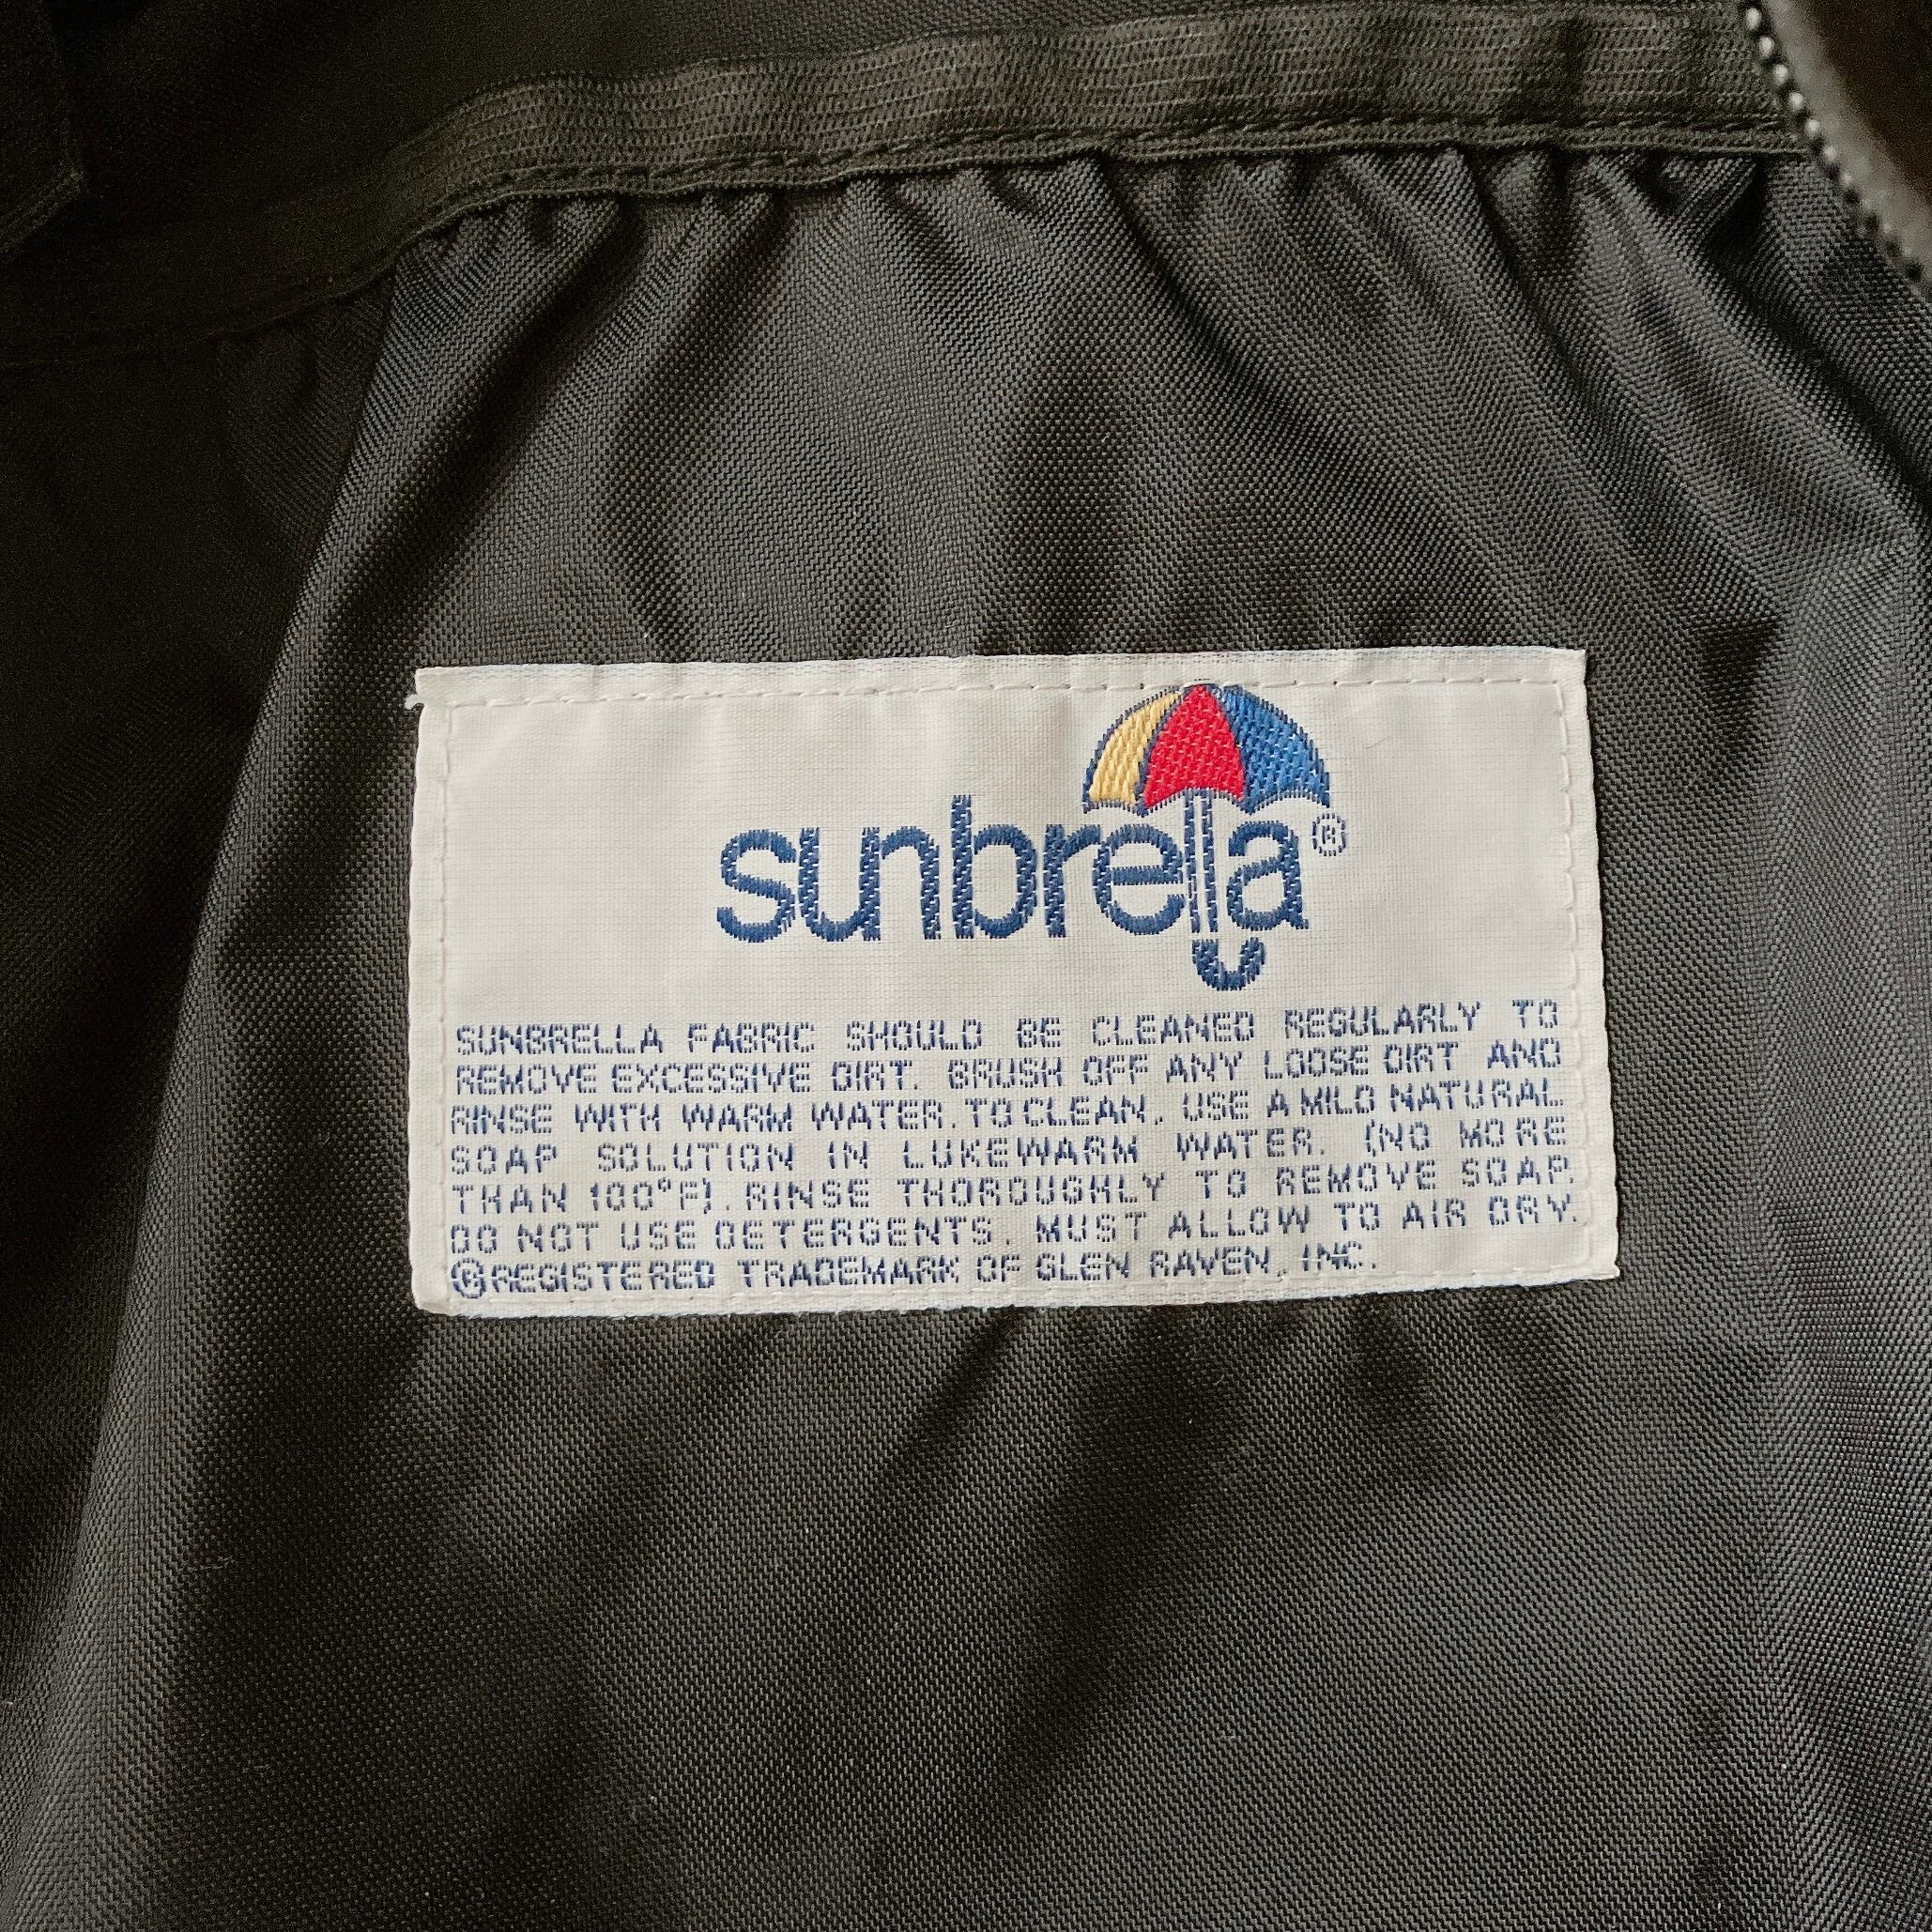 sunbrella®
SUNBRELLA FABRIC SHOULD BE CLEANED REGULARLY TO
REMOVE EXCESSIVE DIRT. BRUSH OFF ANY LOOSE DIRT AND
RINSE WITH WARM WATER. TO CLEAN, USE A MILD NATURAL
SOAP SOLUTION IN LUKEWARM WATER. (NO MORE
THAN 100°F). RINSE THOROUGHLY TO REMOVE SOAP.
DO NOT USE DETERGENTS. MUST ALLOW TO AIR DRY.
®REGISTERED TRADEMARK OF GLEN RAVEN, INC.